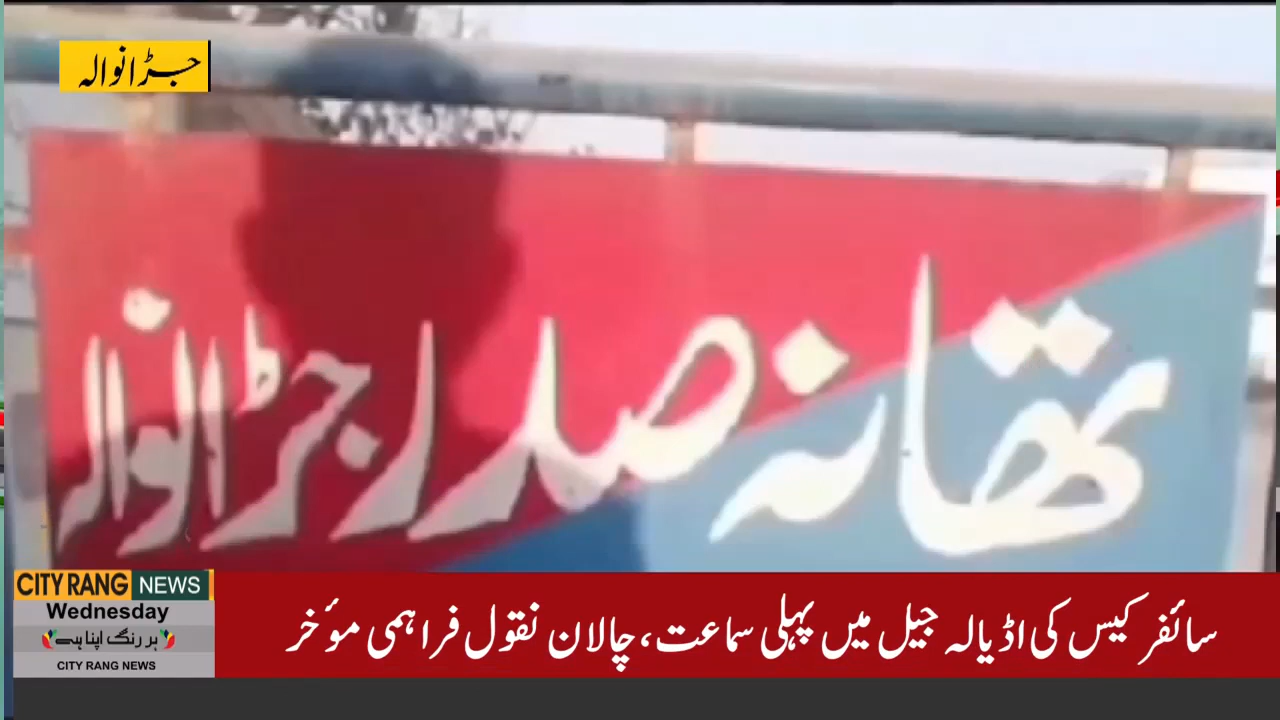 جڑانوالہ
تھانہ صدر جڑانوالہ
CITY RANG NEWS
Wednesday
ہر رنگ اپنا ہے
CITY RANG NEWS
سائفر کیس کی اڈیالہ جیل میں پہلی سماعت، چالان نقول فراہمی مؤخر